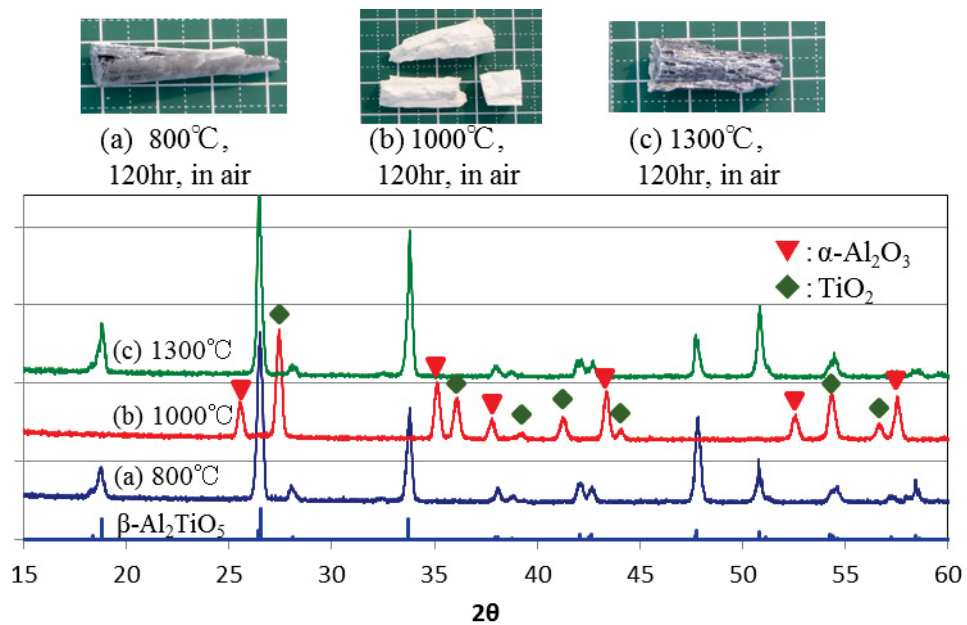 (a) 800℃,
120hr, in air
(b) 1000℃,
120hr, in air
(c) 1300℃,
120hr, in air
▼: α-Al₂O₃
◆: TiO₂
(c) 1300℃
(b) 1000℃
(a) 800℃
β-Al₂TiO₅
15 20 25 30 35 40 45 50 55 60
2θ